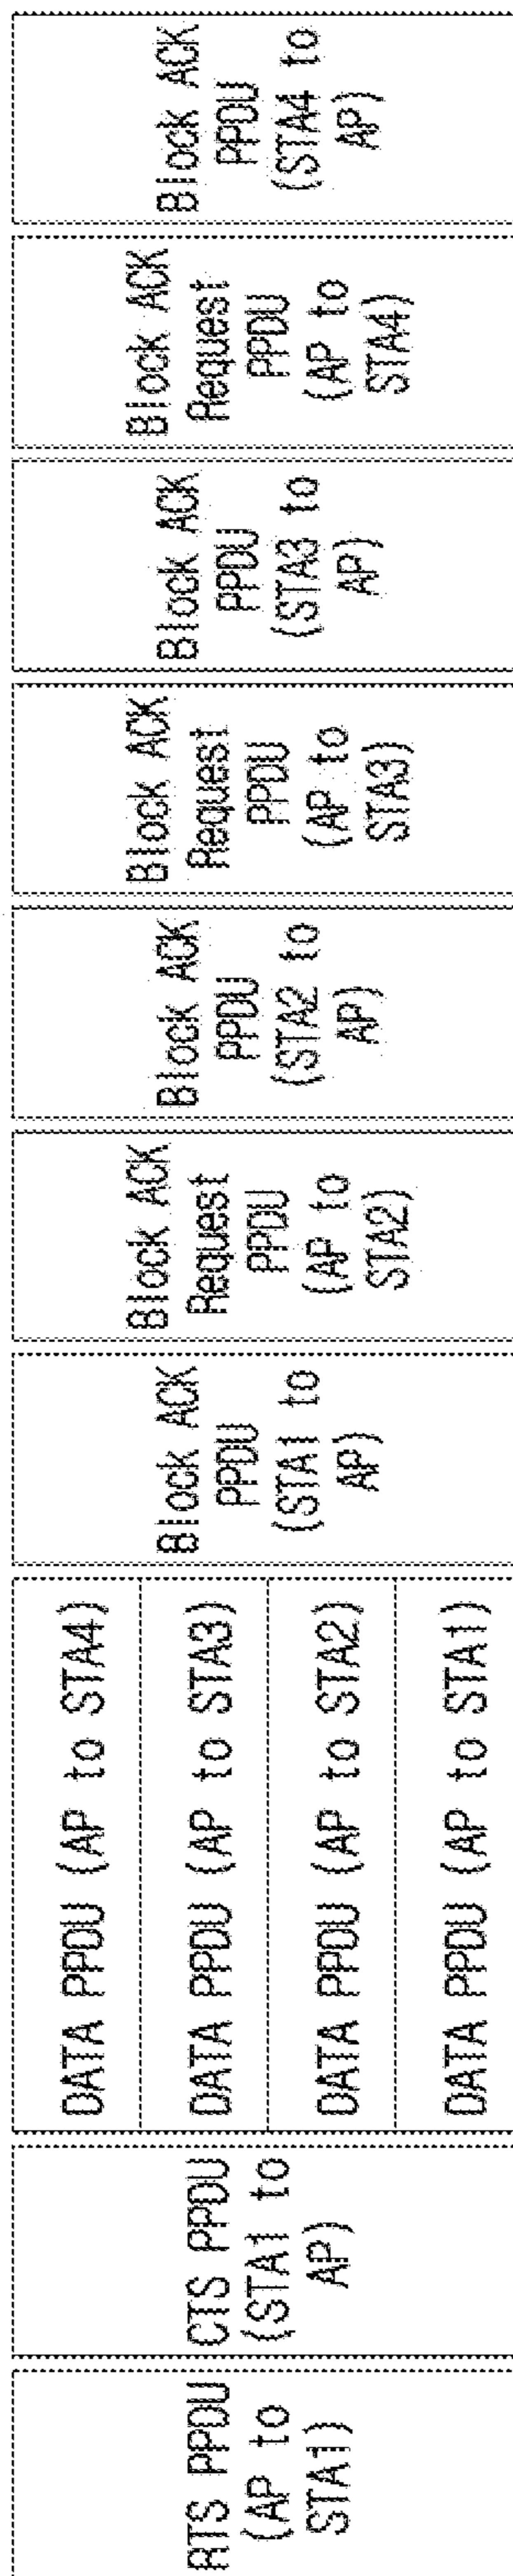 RTS PPDU
(AP to
STA1)
CTS PPDU
(STA1 to
AP)
DATA PPDU (AP to STA4)
DATA PPDU (AP to STA3)
DATA PPDU (AP to STA2)
DATA PPDU (AP to STA1)
Block ACK
PPDU
(STA1 to
AP)
Block ACK
Request
PPDU
(AP to
STA2)
Block ACK
PPDU
(STA2 to
AP)
Block ACK
Request
PPDU
(AP to
STA3)
Block ACK
PPDU
(STA3 to
AP)
Block ACK
Request
PPDU
(AP to
STA4)
Block ACK
PPDU
(STA4 to
AP)